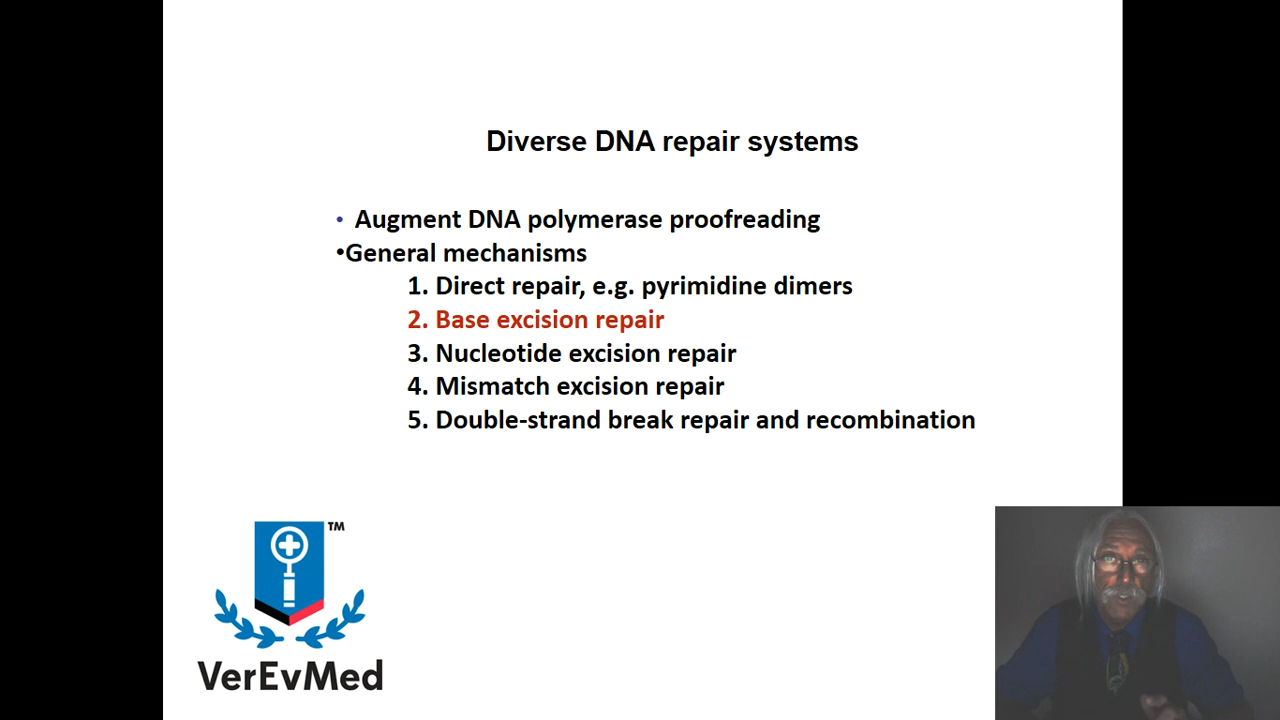 Diverse DNA repair systems
• Augment DNA polymerase proofreading
•General mechanisms
1. Direct repair, e.g. pyrimidine dimers
2. Base excision repair
3. Nucleotide excision repair
4. Mismatch excision repair
5. Double-strand break repair and recombination
TM
VerEvMed